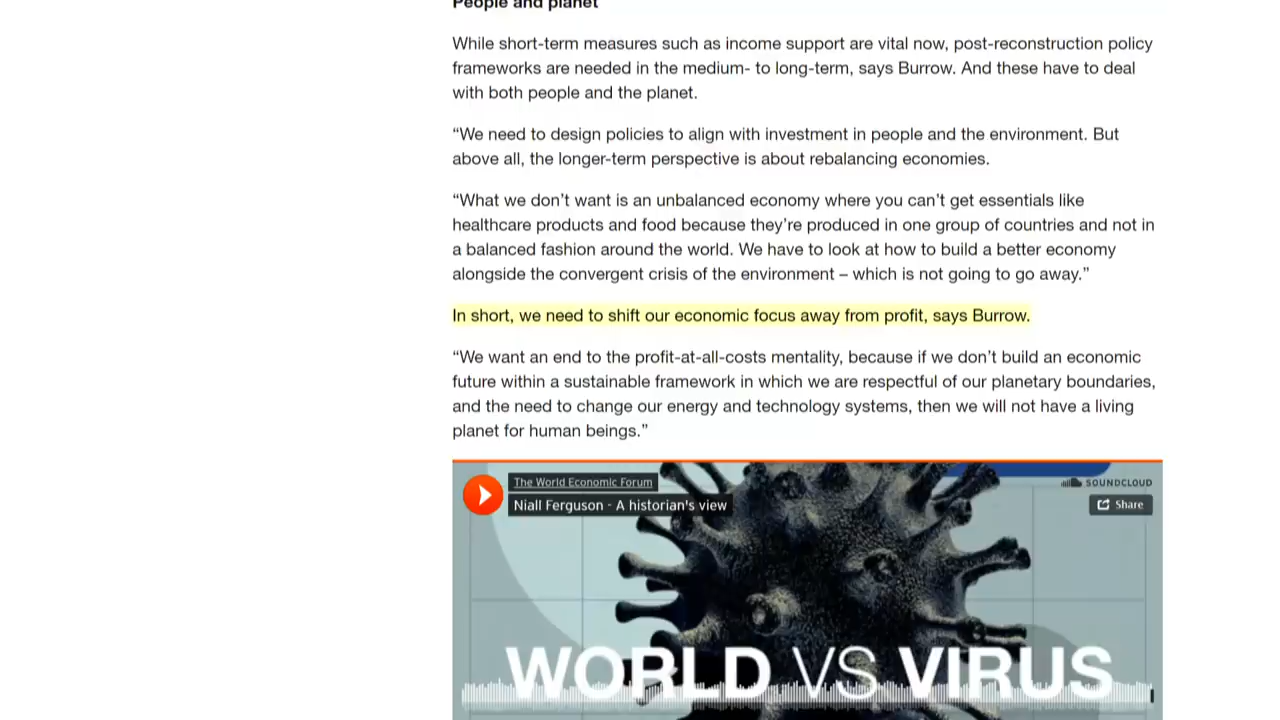 People and planet
While short-term measures such as income support are vital now, post-reconstruction policy
frameworks are needed in the medium- to long-term, says Burrow. And these have to deal
with both people and the planet.
“We need to design policies to align with investment in people and the environment. But
above all, the longer-term perspective is about rebalancing economies.
“What we don’t want is an unbalanced economy where you can’t get essentials like
healthcare products and food because they’re produced in one group of countries and not in
a balanced fashion around the world. We have to look at how to build a better economy
alongside the convergent crisis of the environment – which is not going to go away.”
In short, we need to shift our economic focus away from profit, says Burrow.
“We want an end to the profit-at-all-costs mentality, because if we don’t build an economic
future within a sustainable framework in which we are respectful of our planetary boundaries,
and the need to change our energy and technology systems, then we will not have a living
planet for human beings.”
The World Economic Forum
SOUNDCLOUD
Niall Ferguson - A historian's view
Share
WORLD VS VIRUS